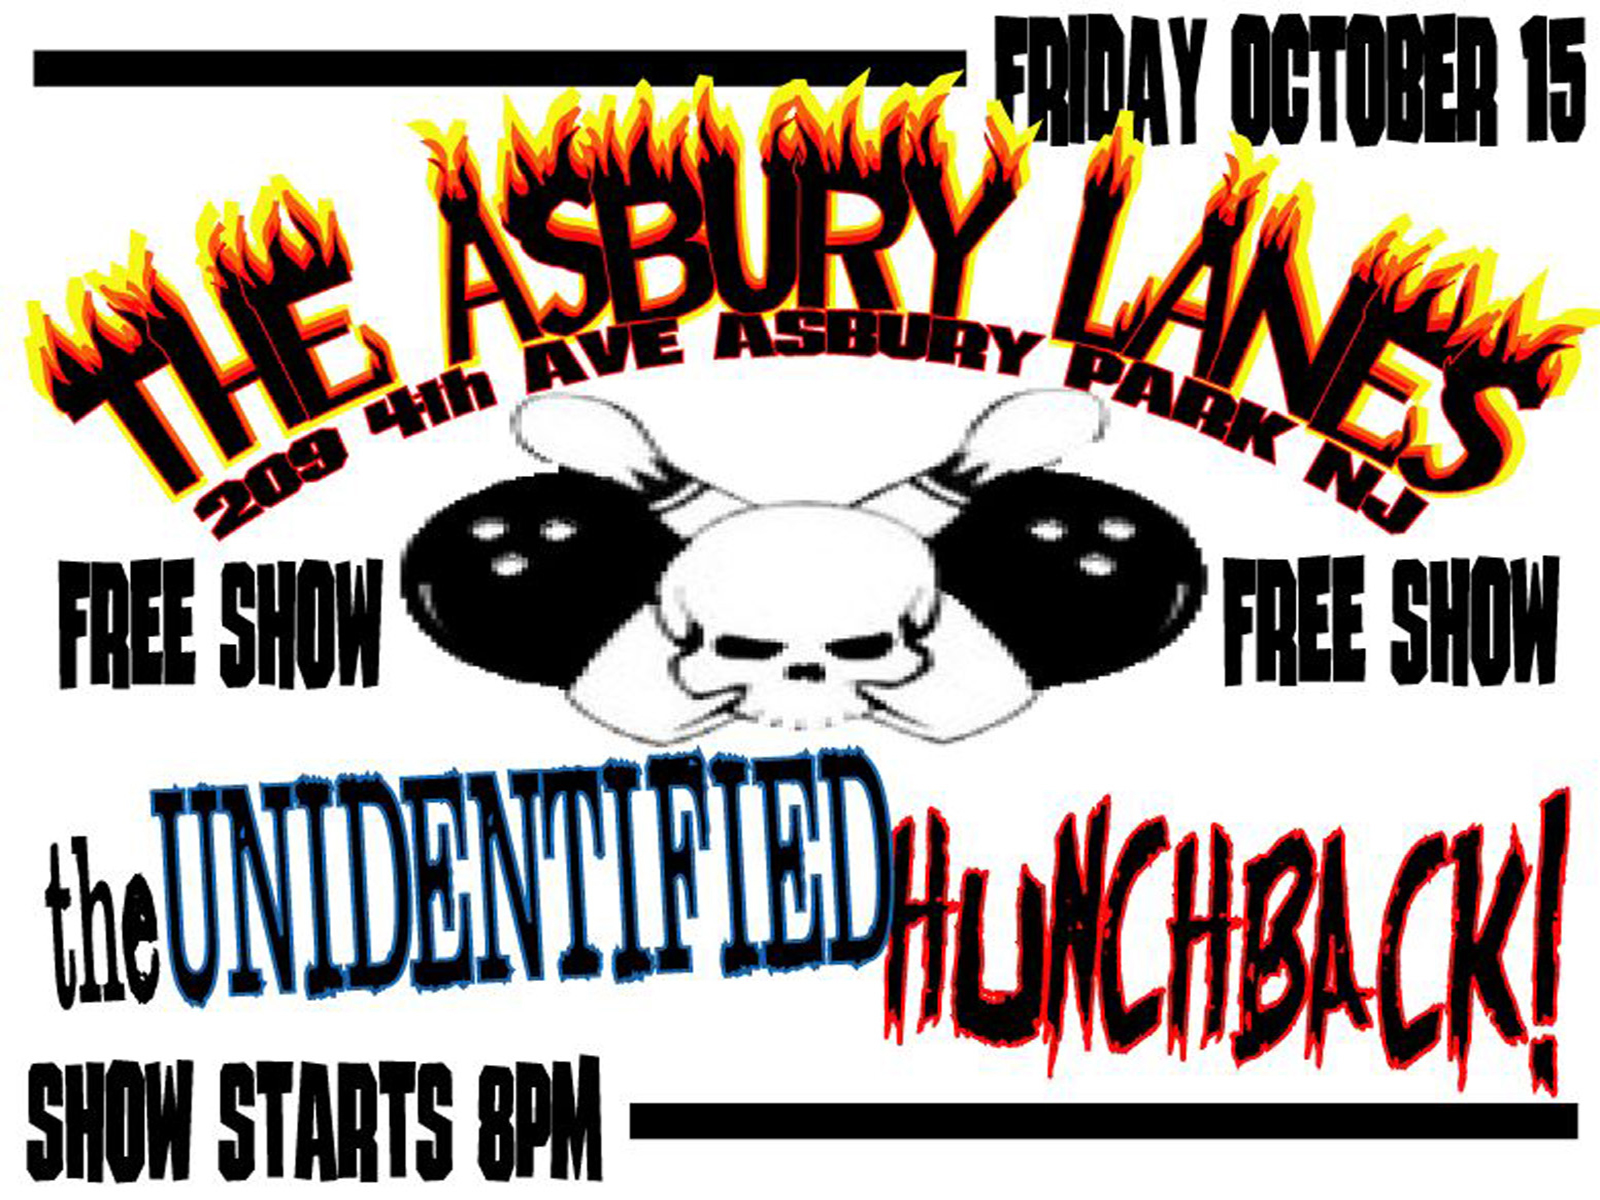 FRIDAY OCTOBER 15
THE ASBURY LANES
209 4th AVE ASBURY PARK NJ
FREE SHOW
FREE SHOW
the UNIDENTIFIED
HUNCHBACK!
SHOW STARTS 8PM